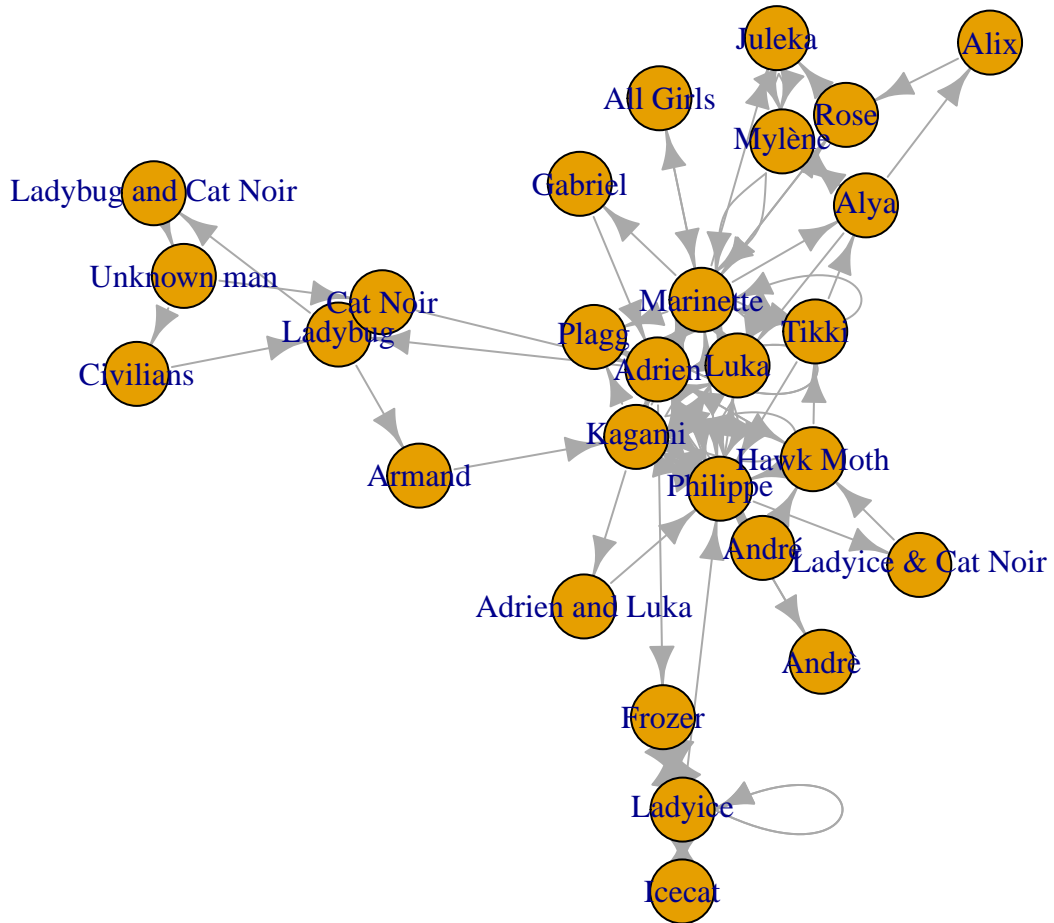 Juleka
Alix
All Girls
Rose
Mylène
Gabriel
Ladybug and Cat Noir
Alya
Unknown man
Cat Noir
Marinette
Ladybug
Plagg
Tikki
Civilians
Adrien
Luka
Kagami
Armand
Hawk Moth
Philippe
André
Ladyice & Cat Noir
Adrien and Luka
Andrè
Frozer
Ladyice
Icecat